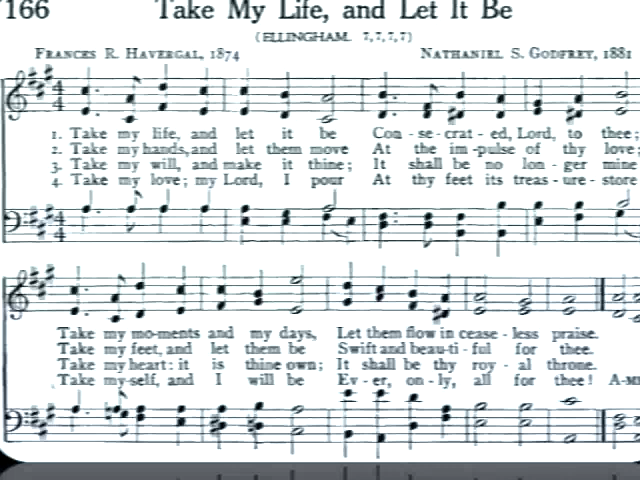 166 Take My Life, and Let It Be
(ELLINGHAM. 7,7,7,7)
FRANCES R. HAVERGAL, 1874 NATHANIEL S. GODFREY, 1881
1. Take my life, and let it be Con - se - crat - ed, Lord, to thee;
2. Take my hands, and let them move At the im - pulse of thy love;
3. Take my will, and make it thine; It shall be no lon - ger mine
4. Take my love; my Lord, I pour At thy feet its treas - ure - store
Take my mo-ments and my days, Let them flow in cease - less praise.
Take my feet, and let them be Swift and beau-ti - ful for thee.
Take my heart: it is thine own; It shall be thy roy - al throne.
Take my-self, and I will be Ev - er, on - ly, all for thee! A-M